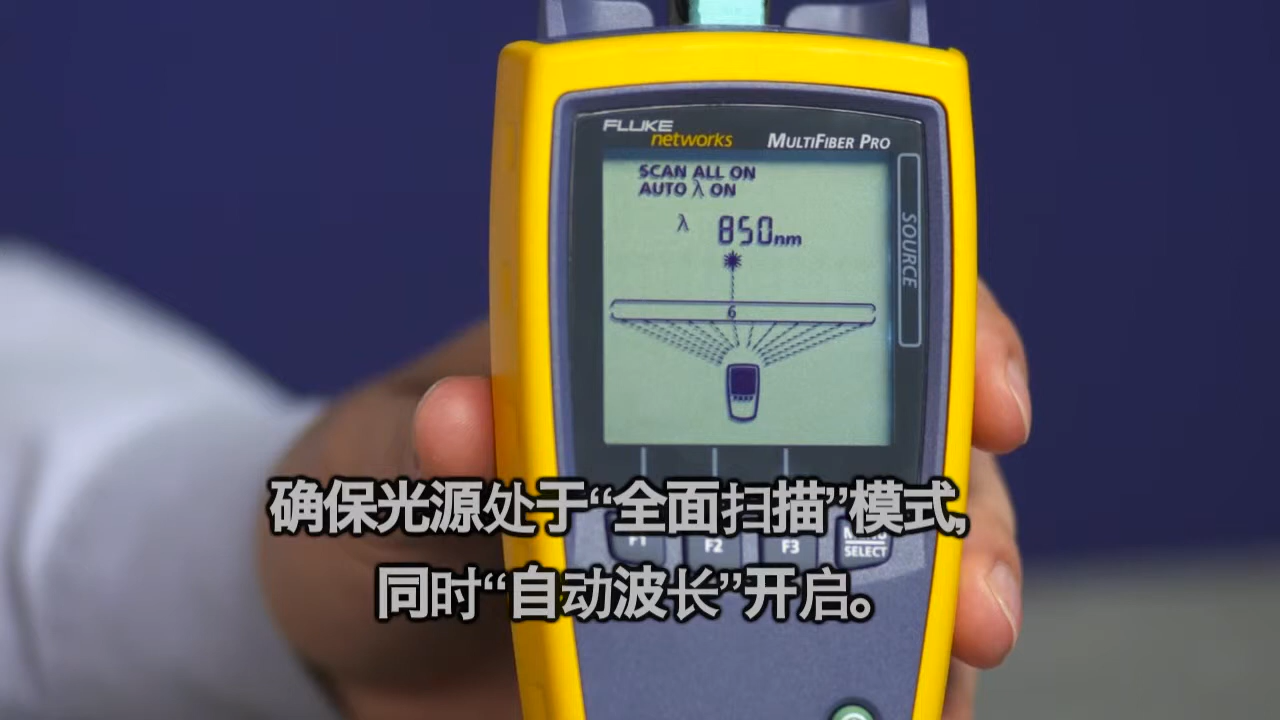 FLUKE
networks
MULTIFIBER PRO
SCAN ALL ON
AUTO λ ON
λ 850nm
6
SOURCE
确保光源处于“全面扫描”模式,
F1
F2
F3
MENU
SELECT
同时“自动波长”开启。